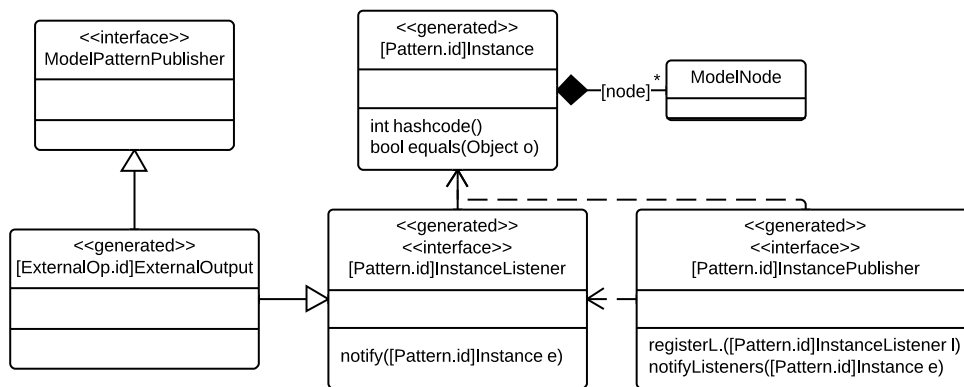 <<interface>>
ModelPatternPublisher
<<generated>>
[Pattern.id]Instance
int hashcode()
bool equals(Object o)
[node]
*
ModelNode
<<generated>>
[ExternalOp.id]ExternalOutput
<<generated>>
<<interface>>
[Pattern.id]InstanceListener
notify([Pattern.id]Instance e)
<<generated>>
<<interface>>
[Pattern.id]InstancePublisher
registerL.([Pattern.id]InstanceListener l)
notifyListeners([Pattern.id]Instance e)